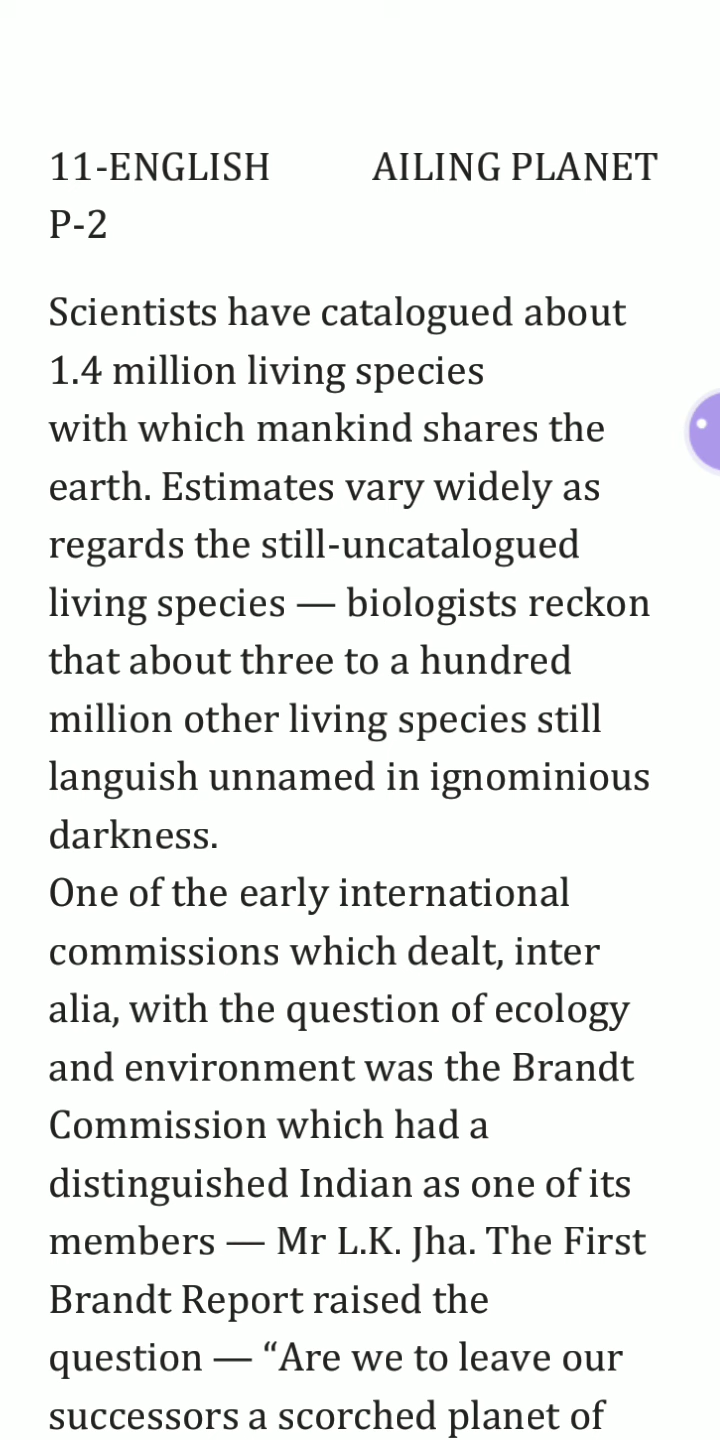 11-ENGLISH AILING PLANET
P-2
Scientists have catalogued about
1.4 million living species
with which mankind shares the
earth. Estimates vary widely as
regards the still-uncatalogued
living species — biologists reckon
that about three to a hundred
million other living species still
languish unnamed in ignominious
darkness.
One of the early international
commissions which dealt, inter
alia, with the question of ecology
and environment was the Brandt
Commission which had a
distinguished Indian as one of its
members — Mr L.K. Jha. The First
Brandt Report raised the
question — “Are we to leave our
successors a scorched planet of